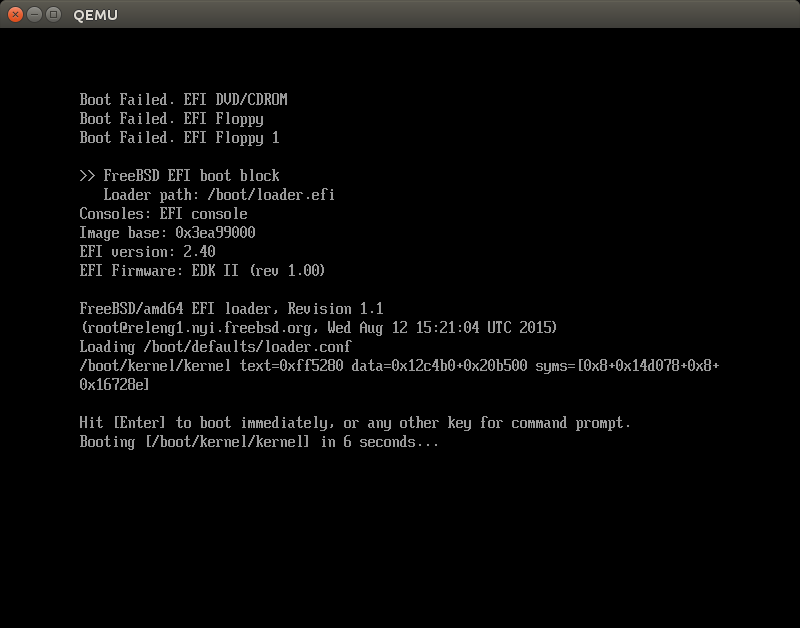 QEMU
Boot Failed. EFI DVD/CDROM
Boot Failed. EFI Floppy
Boot Failed. EFI Floppy 1
>> FreeBSD EFI boot block
Loader path: /boot/loader.efi
Consoles: EFI console
Image base: 0x3ea99000
EFI version: 2.40
EFI Firmware: EDK II (rev 1.00)
FreeBSD/amd64 EFI loader, Revision 1.1
(root@releng1.nyi.freebsd.org, Wed Aug 12 15:21:04 UTC 2015)
Loading /boot/defaults/loader.conf
/boot/kernel/kernel text=0xff5280 data=0x12c4b0+0x20b500 syms=[0x8+0x14d078+0x8+
0x16728e]
Hit [Enter] to boot immediately, or any other key for command prompt.
Booting [/boot/kernel/kernel] in 6 seconds...